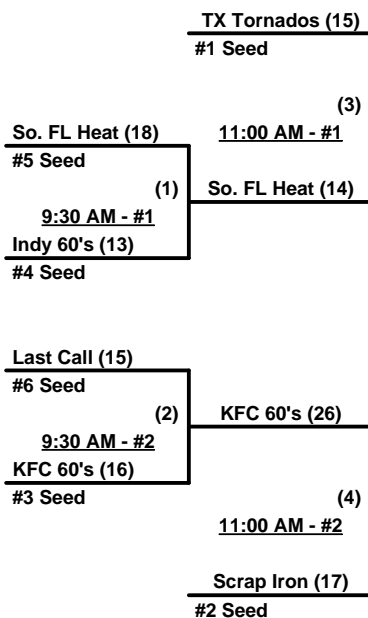 TX Tornados (15)
#1 Seed
(3)
11:00 AM - #1
So. FL Heat (18)
#5 Seed
(1)
9:30 AM - #1
So. FL Heat (14)
Indy 60's (13)
#4 Seed
Last Call (15)
#6 Seed
(2)
9:30 AM - #2
KFC 60's (26)
KFC 60's (16)
#3 Seed
(4)
11:00 AM - #2
Scrap Iron (17)
#2 Seed